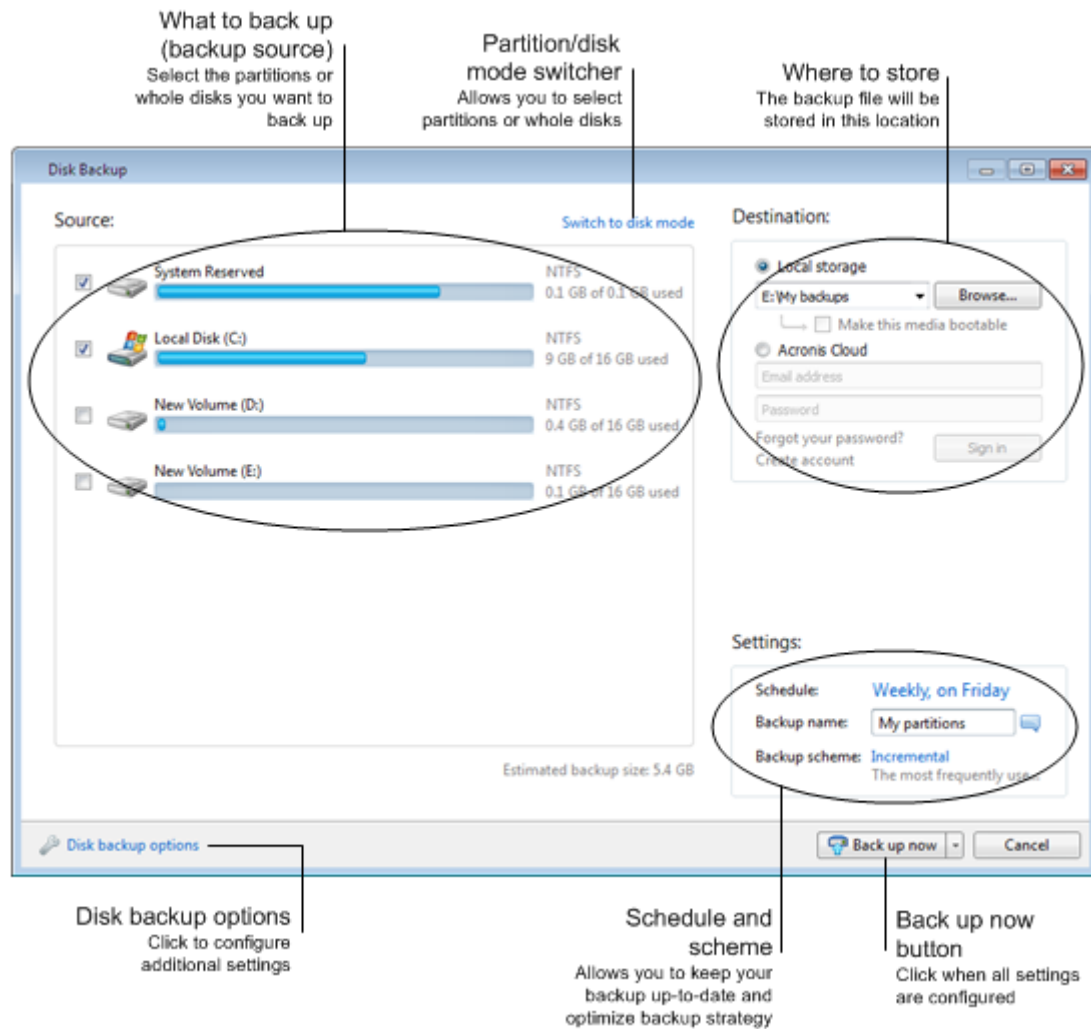 What to back up
(backup source)
Select the partitions or
whole disks you want to
back up
Partition/disk
mode switcher
Allows you to select
partitions or whole disks
Where to store
The backup file will be
stored in this location
Disk Backup
Source:
Switch to disk mode
System Reserved
NTFS
0.1 GB of 0.1 GB used
Local Disk (C:)
NTFS
9 GB of 16 GB used
New Volume (D:)
NTFS
0.4 GB of 16 GB used
New Volume (E:)
NTFS
0.1 GB of 16 GB used
Estimated backup size: 5.4 GB
Destination:
Local storage
E:\My backups
Browse...
Make this media bootable
Acronis Cloud
Email address
Password
Forgot your password?
Sign in
Create account
Settings:
Schedule: Weekly, on Friday
Backup name: My partitions
Backup scheme: Incremental
The most frequently use...
Disk backup options
Back up now
Cancel
Disk backup options
Click to configure
additional settings
Schedule and
scheme
Allows you to keep your
backup up-to-date and
optimize backup strategy
Back up now
button
Click when all settings
are configured